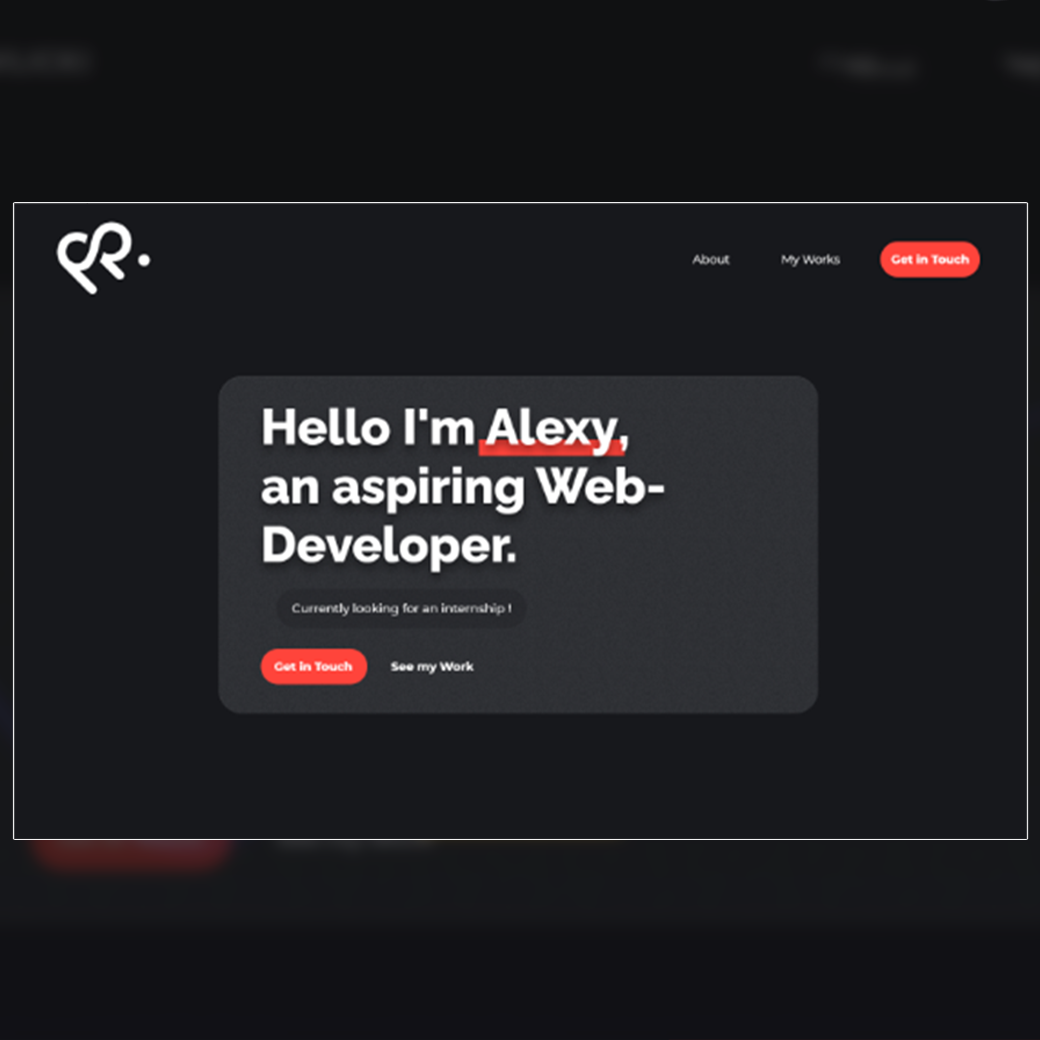 About My Works Get in Touch
Hello I'm Alexy,
an aspiring Web-
Developer.
Currently looking for an internship !
Get in Touch See my Work